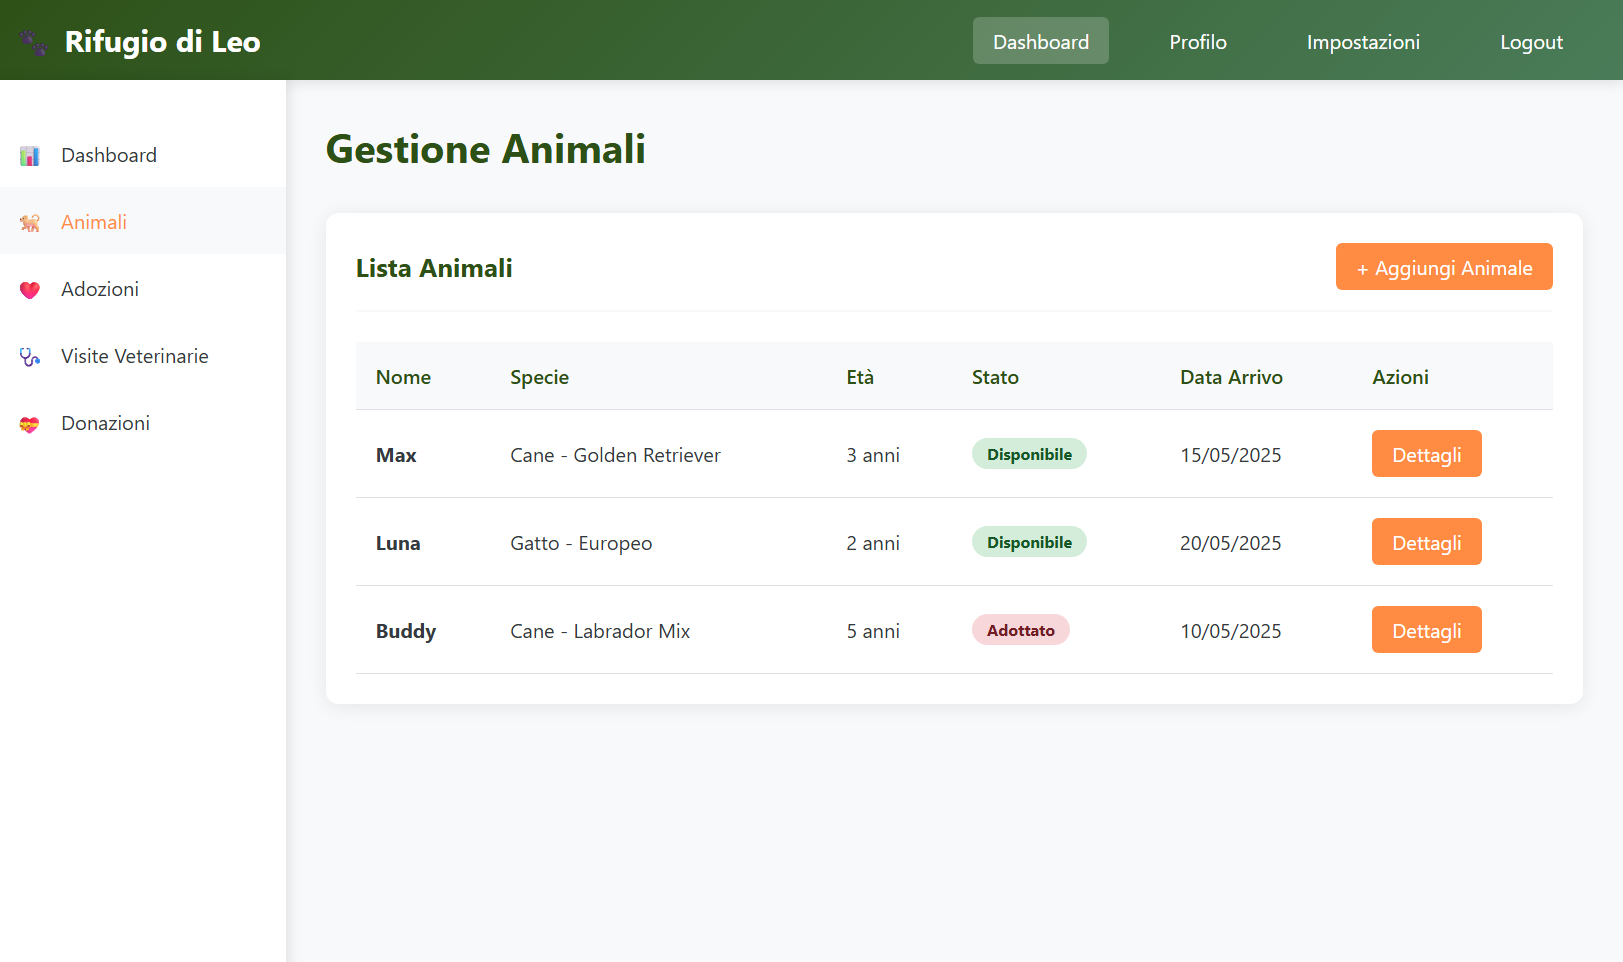 Rifugio di Leo
Dashboard Profilo Impostazioni Logout
Dashboard
Animali
Adozioni
Visite Veterinarie
Donazioni
Gestione Animali
Lista Animali
+ Aggiungi Animale
Nome Specie Età Stato Data Arrivo Azioni
Max Cane - Golden Retriever 3 anni Disponibile 15/05/2025 Dettagli
Luna Gatto - Europeo 2 anni Disponibile 20/05/2025 Dettagli
Buddy Cane - Labrador Mix 5 anni Adottato 10/05/2025 Dettagli